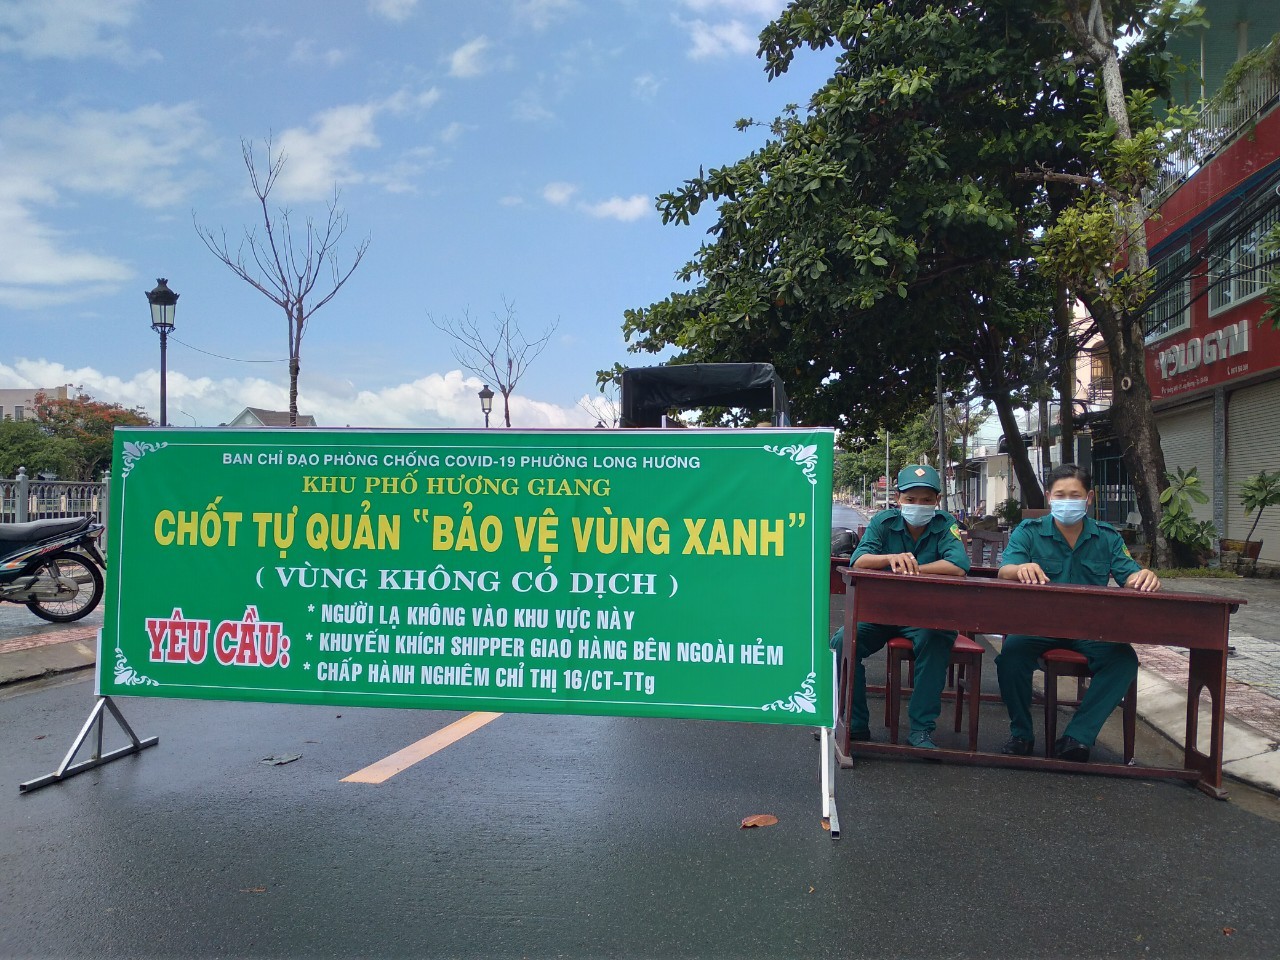 BAN CHỈ ĐẠO PHÒNG CHỐNG COVID-19 PHƯỜNG LONG HƯƠNG
KHU PHỐ HƯƠNG GIANG
CHỐT TỰ QUẢN “BẢO VỆ VÙNG XANH”
( VÙNG KHÔNG CÓ DỊCH )
YÊU CẦU:
* NGƯỜI LẠ KHÔNG VÀO KHU VỰC NÀY
* KHUYẾN KHÍCH SHIPPER GIAO HÀNG BÊN NGOÀI HẺM
* CHẤP HÀNH NGHIÊM CHỈ THỊ 16/CT-TTg
YOLO GYM